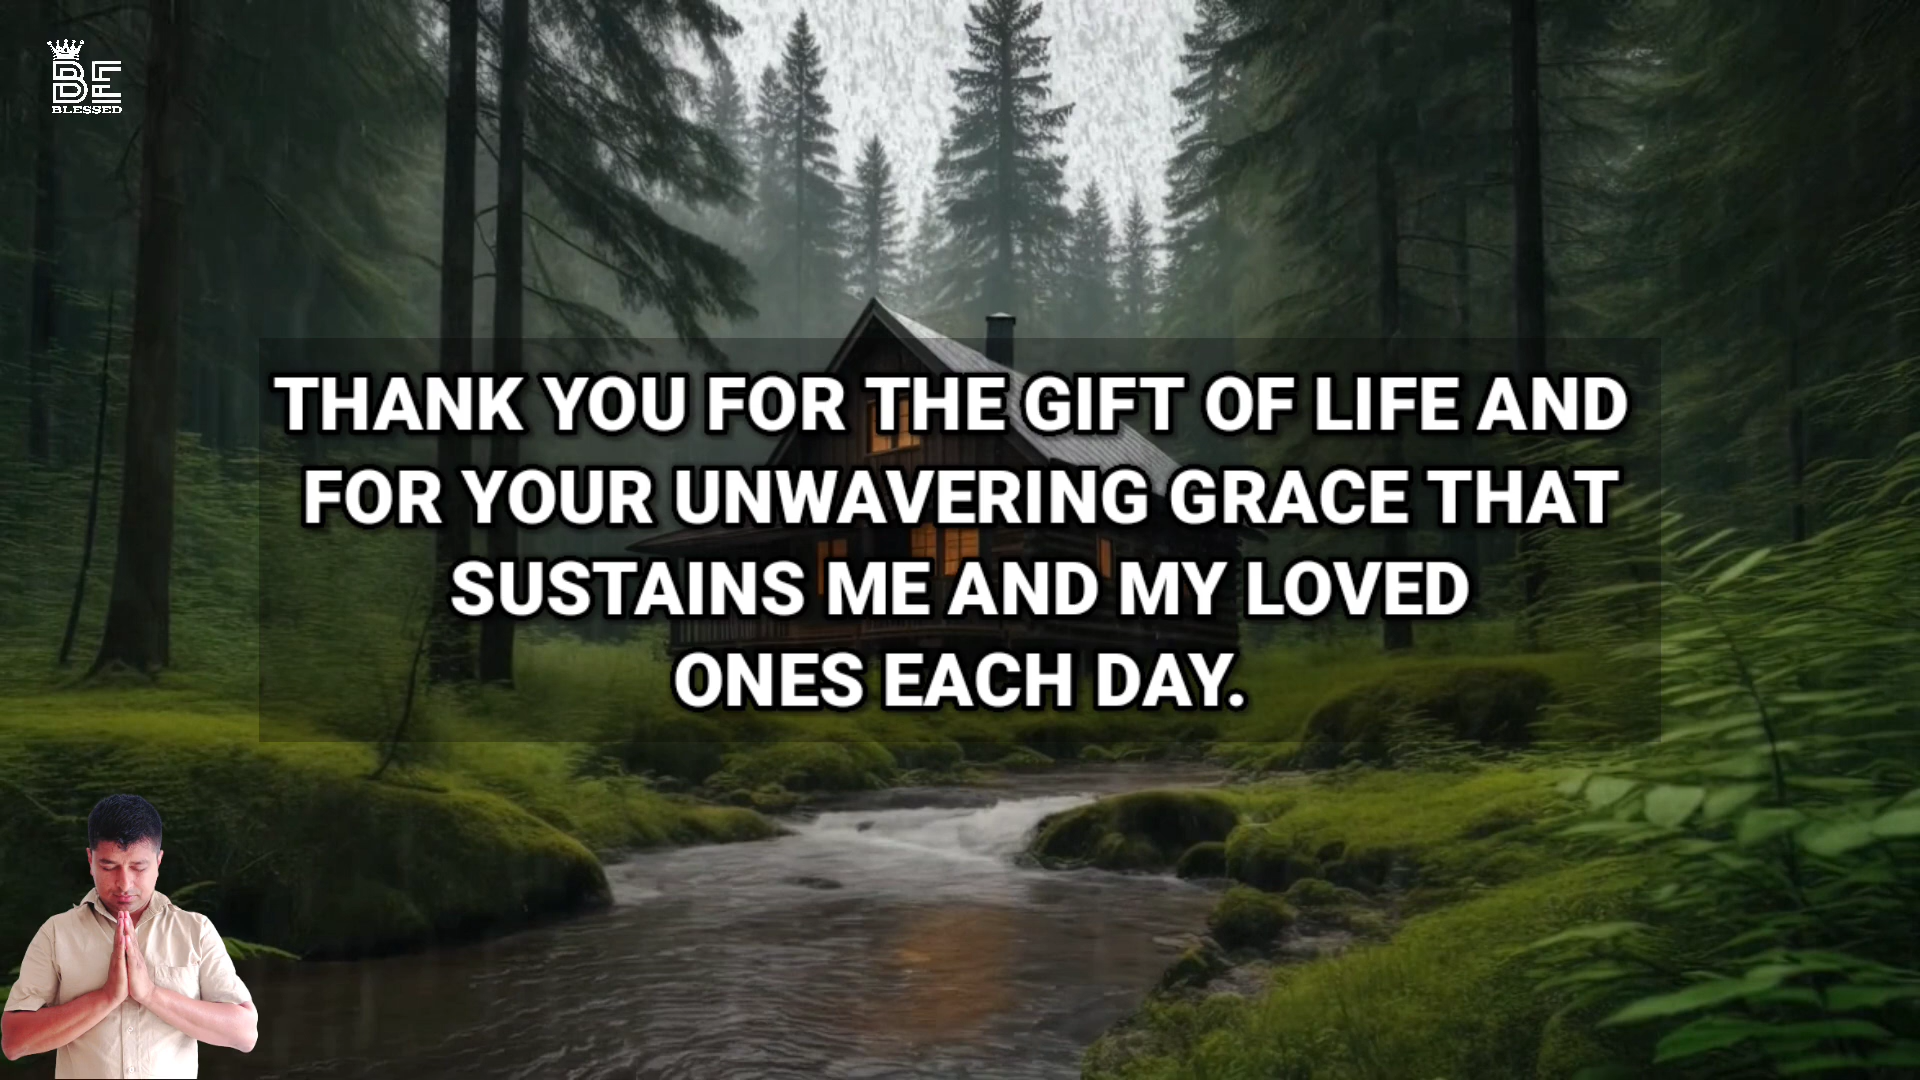 BE
BLESSED
THANK YOU FOR THE GIFT OF LIFE AND
FOR YOUR UNWAVERING GRACE THAT
SUSTAINS ME AND MY LOVED
ONES EACH DAY.